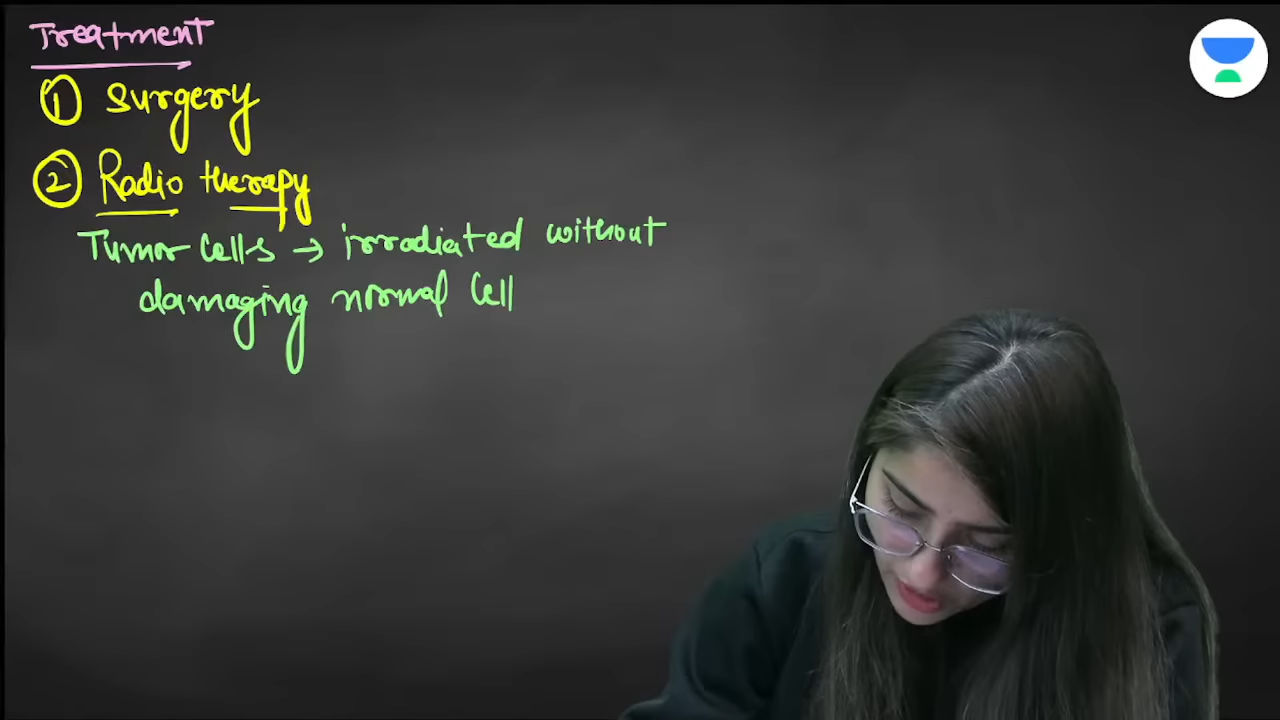 Treatment
① Surgery
② Radio therapy
Tumor Cells → irradiated without
damaging normal Cell